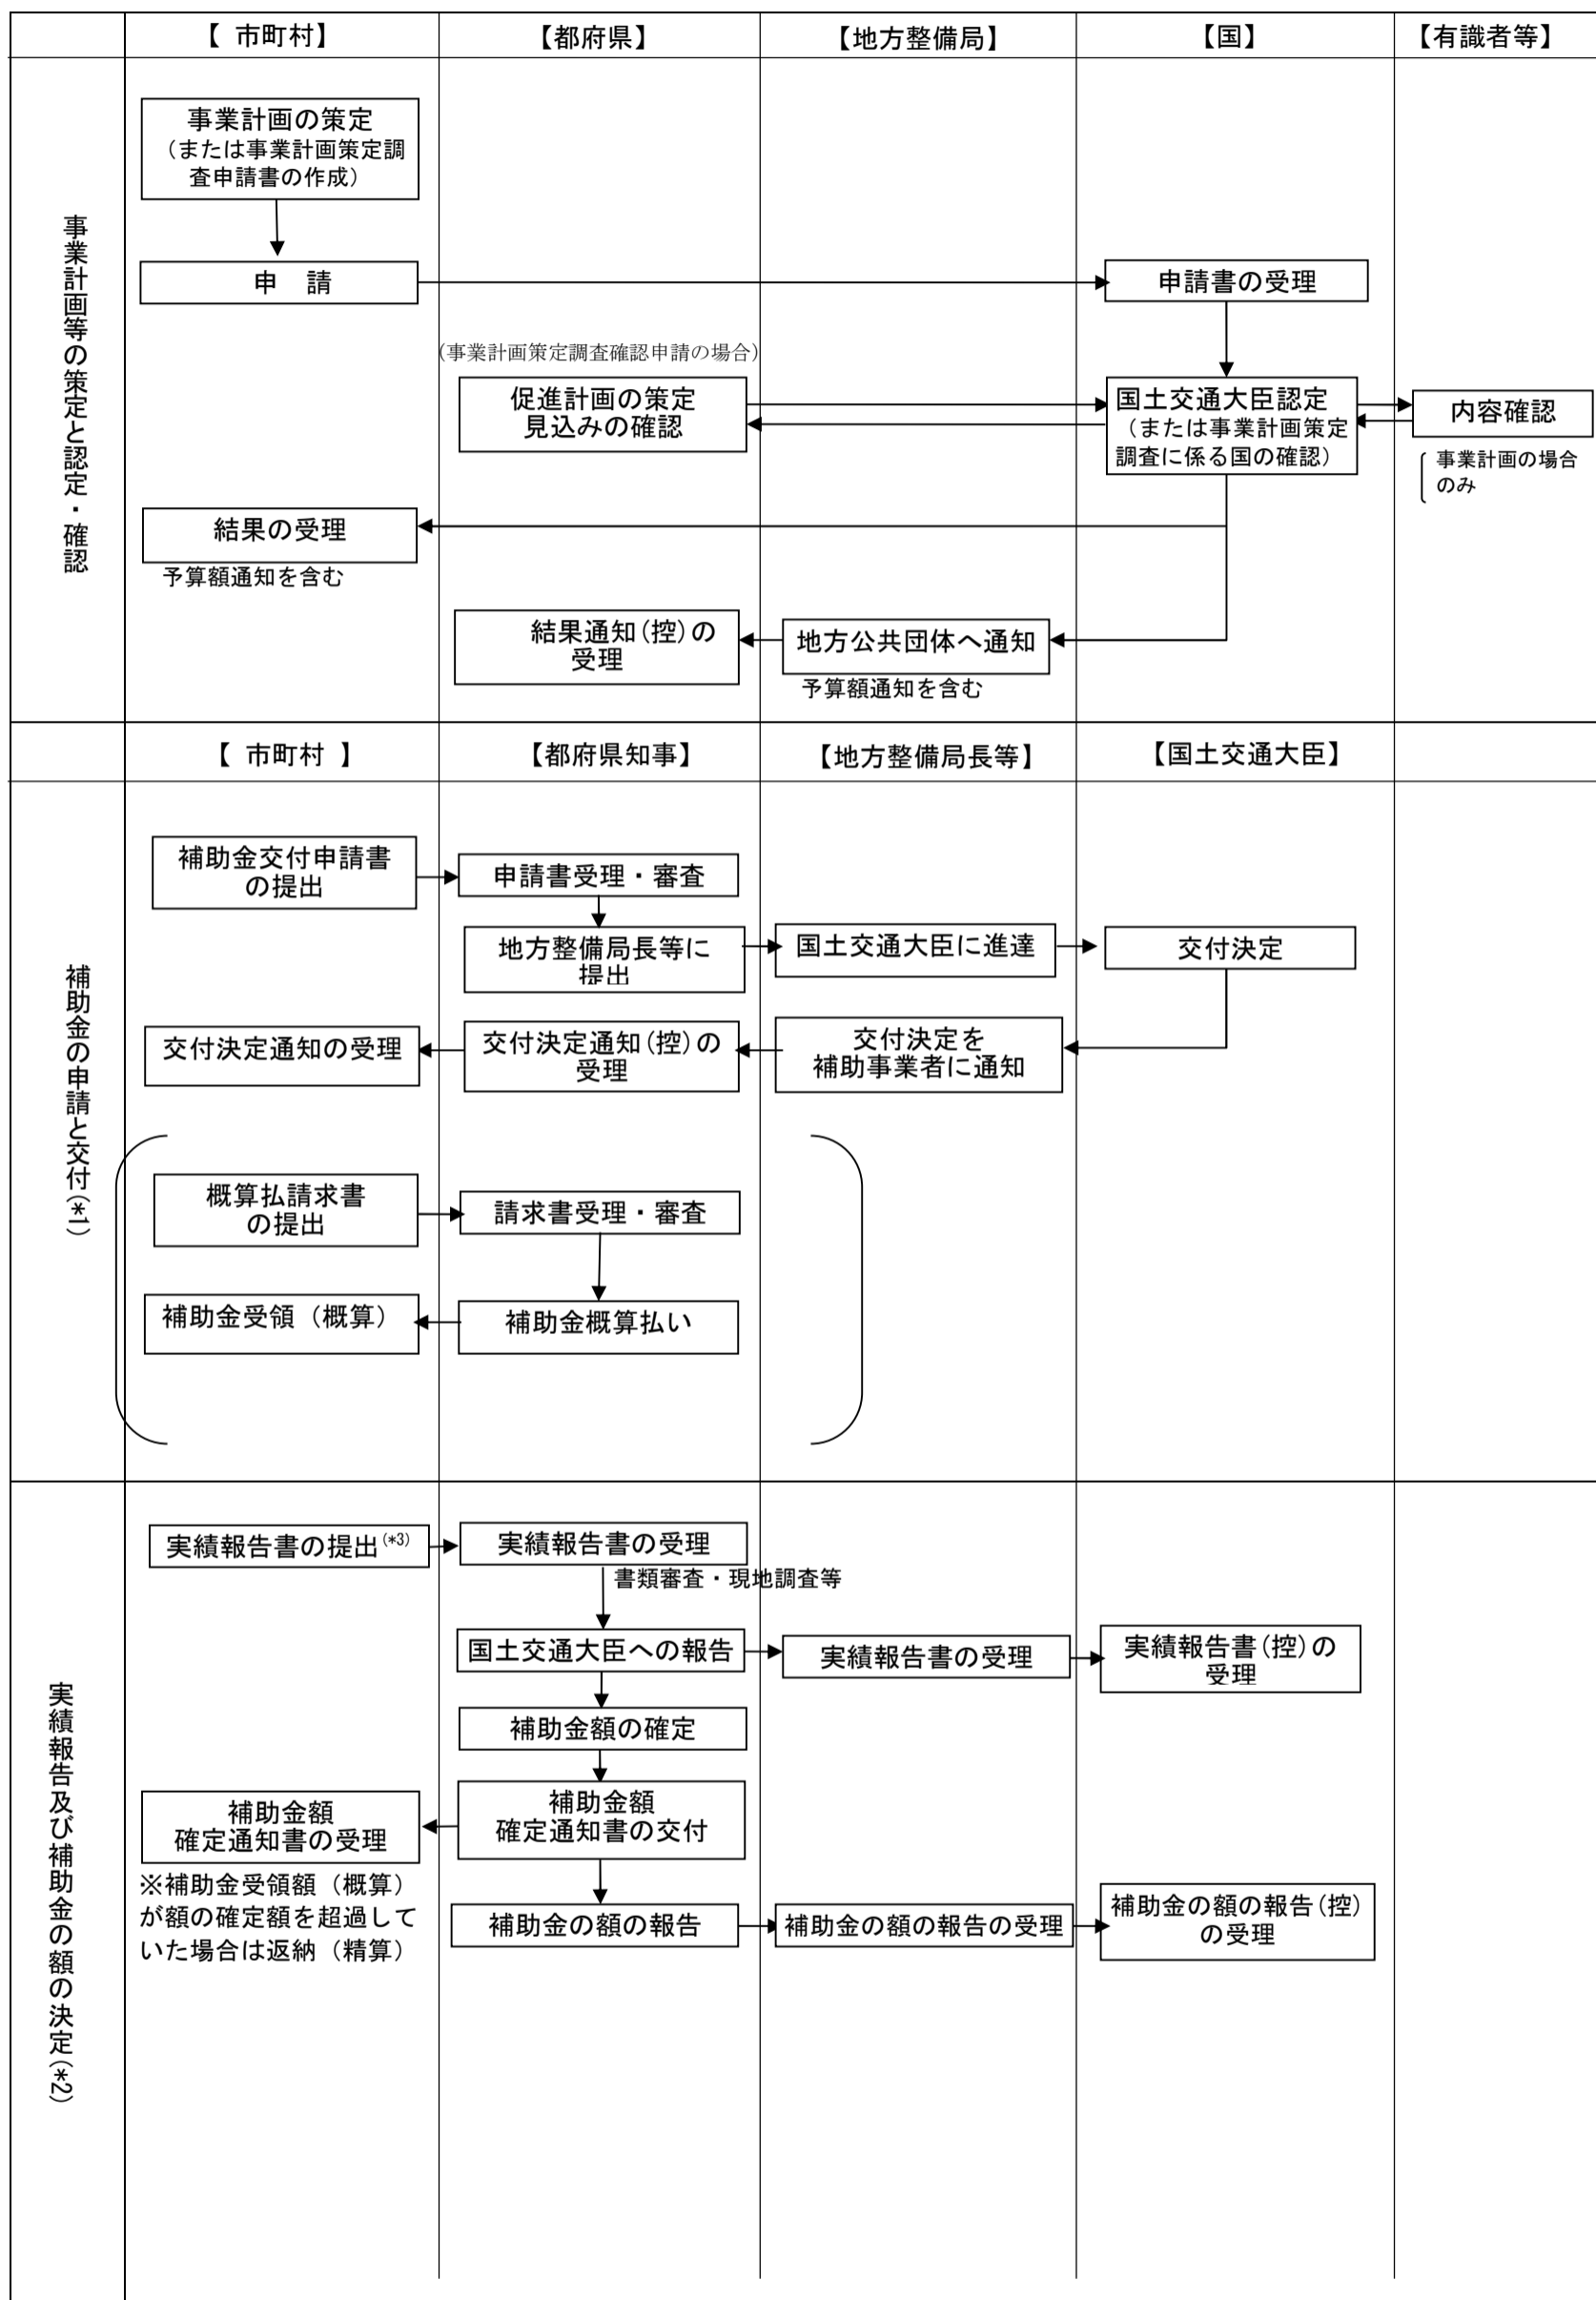 【 市町村】
【都府県】
【地方整備局】
【国】
【有識者等】
事業計画等の策定と認定・確認
事業計画の策定
（または事業計画策定調
査申請書の作成）
申　請
申請書の受理
（事業計画策定調査確認申請の場合）
促進計画の策定
見込みの確認
国土交通大臣認定
（または事業計画策定
調査に係る国の確認）
内容確認
事業計画の場合
のみ
結果の受理
予算額通知を含む
結果通知(控)の
受理
地方公共団体へ通知
予算額通知を含む
【 市町村 】
【都府県知事】
【地方整備局長等】
【国土交通大臣】
補助金の申請と交付(*1)
補助金交付申請書
の提出
申請書受理・審査
地方整備局長等に
提出
国土交通大臣に進達
交付決定
交付決定通知の受理
交付決定通知(控)の
受理
交付決定を
補助事業者に通知
概算払請求書
の提出
請求書受理・審査
補助金受領（概算）
補助金概算払い
実績報告及び補助金の額の決定(*2)
実績報告書の提出(*3)
実績報告書の受理
書類審査・現地調査等
国土交通大臣への報告
実績報告書の受理
実績報告書(控)の
受理
補助金額の確定
補助金額
確定通知書の受理
補助金額
確定通知書の交付
※補助金受領額（概算）
が額の確定額を超過して
いた場合は返納（精算）
補助金の額の報告
補助金の額の報告の受理
補助金の額の報告(控)
の受理